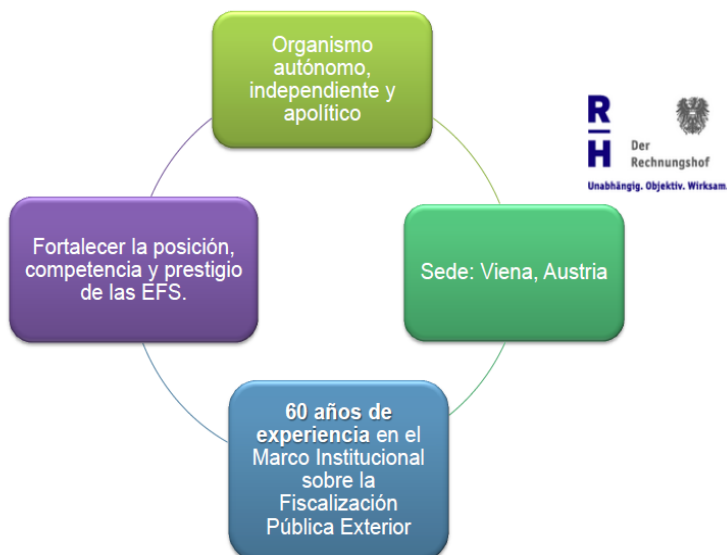 Organismo
autónomo,
independiente y
apolítico
R
H
Der
Rechnungshof
Unabhängig. Objektiv. Wirksam.
Fortalecer la posición,
competencia y prestigio
de las EFS.
Sede: Viena, Austria
60 años de
experiencia en el
Marco Institucional
sobre la
Fiscalización
Pública Exterior